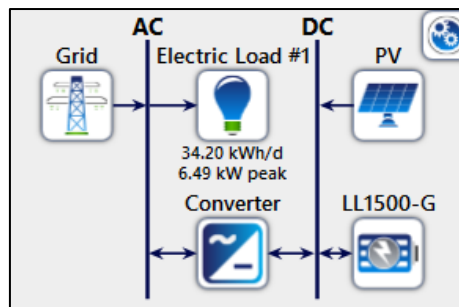 AC DC
Grid Electric Load #1 PV
34.20 kWh/d
6.49 kW peak
Converter LL1500-G